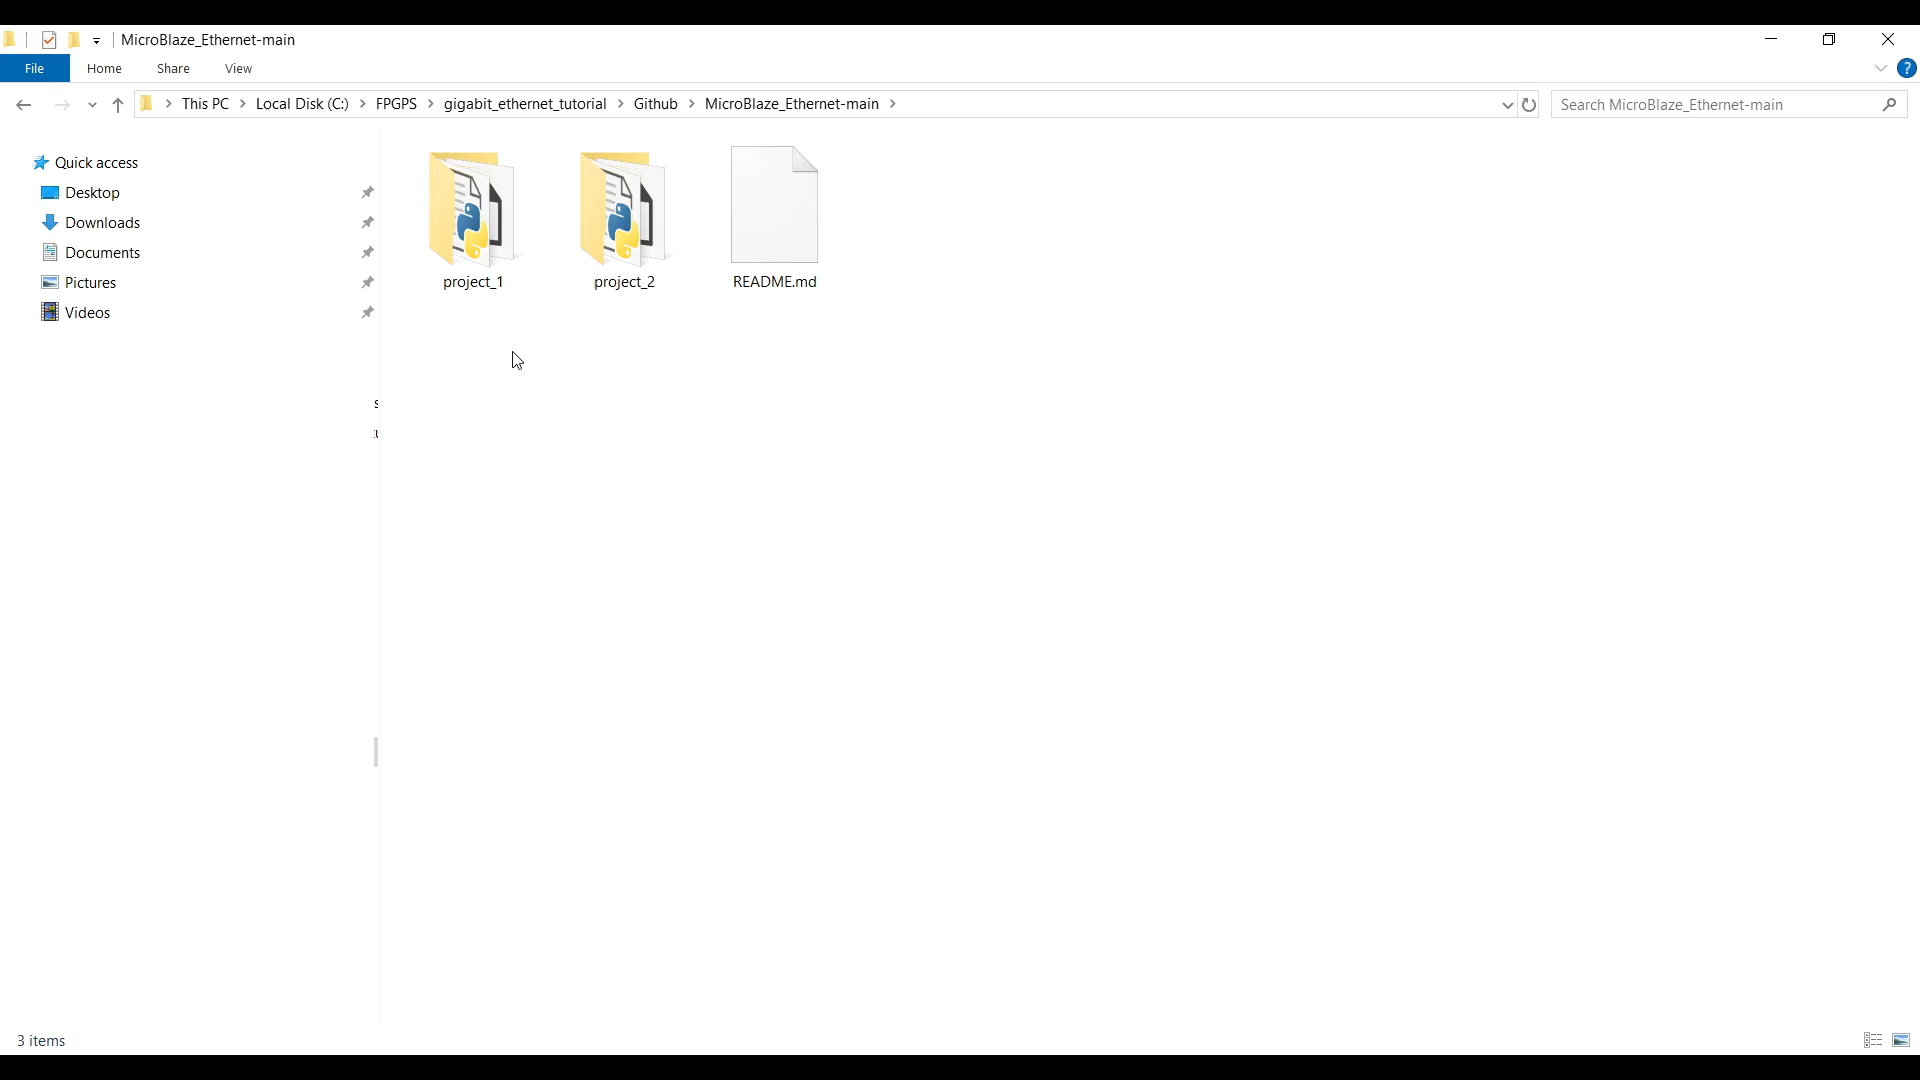 MicroBlaze_Ethernet-main
File Home Share View
?
This PC > Local Disk (C:) > FPGPS > gigabit_ethernet_tutorial > Github > MicroBlaze_Ethernet-main >
Search MicroBlaze_Ethernet-main
Quick access
Desktop
Downloads
Documents
Pictures
Videos
project_1
project_2
README.md
3 items